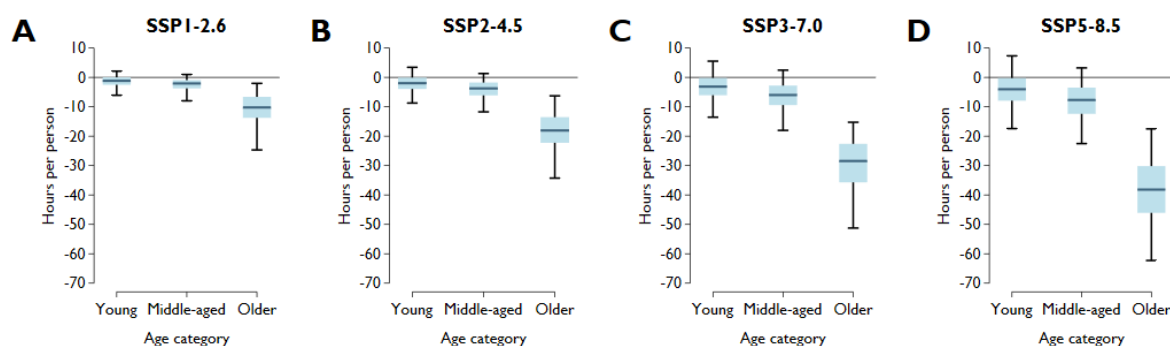 A SSP1-2.6
10
0
-10
-20
-30
-40
-50
-60
-70
Hours per person
Young Middle-aged Older
Age category
B SSP2-4.5
10
0
-10
-20
-30
-40
-50
-60
-70
Hours per person
Young Middle-aged Older
Age category
C SSP3-7.0
10
0
-10
-20
-30
-40
-50
-60
-70
Hours per person
Young Middle-aged Older
Age category
D SSP5-8.5
10
0
-10
-20
-30
-40
-50
-60
-70
Hours per person
Young Middle-aged Older
Age category